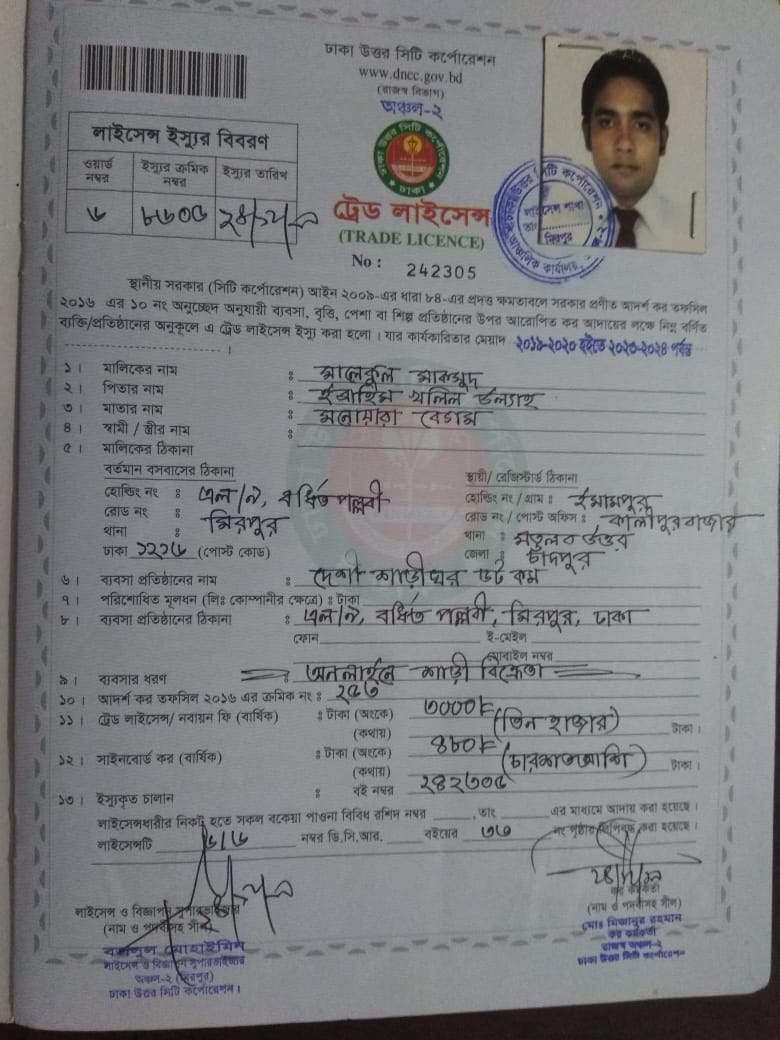 ঢাকা উত্তর সিটি কর্পোরেশন
www.dncc.gov.bd
(রাজস্ব বিভাগ)
অঞ্চল-২
লাইসেন্স ইস্যুর বিবরণ
ওয়ার্ড নম্বর
ইস্যুর ক্রমিক নম্বর
ইস্যুর তারিখ
৬
৮৬০৫
ট্রেড লাইসেন্স
(TRADE LICENCE)
No : 242305
স্থানীয় সরকার (সিটি কর্পোরেশন) আইন ২০০৯-এর ধারা ৮৪-এর প্রদত্ত ক্ষমতাবলে সরকার প্রণীত আদর্শ কর তফসিল
২০১৬ এর ১০ নং অনুচ্ছেদ অনুযায়ী ব্যবসা, বৃত্তি, পেশা বা শিল্প প্রতিষ্ঠানের উপর আরোপিত কর আদায়ের লক্ষে নিম্ন বর্ণিত
ব্যক্তি/প্রতিষ্ঠানের অনুকূলে এ ট্রেড লাইসেন্স ইস্যু করা হলো। যার কার্যকারিতার মেয়াদ ২০১৯-২০২০ হইতে ২০২৩-২০২৪ পর্যন্ত
১। মালিকের নাম : মালেকুল মাকসুদ
২। পিতার নাম : ইব্রাহিম খলিল উল্যাহ
৩। মাতার নাম : মনোয়ারা বেগম
৪। স্বামী / স্ত্রীর নাম :
৫। মালিকের ঠিকানা
বর্তমান বসবাসের ঠিকানা
হোল্ডিং নং : এল/৯, বর্ধিত পল্লবী
রোড নং :
থানা : মিরপুর
ঢাকা ১২১৬ (পোস্ট কোড)
স্থায়ী/ রেজিস্টার্ড ঠিকানা
হোল্ডিং নং / গ্রাম : ইমামপুর
রোড নং / পোস্ট অফিস : কালীপুর বাজার
থানা : মতলব উত্তর
জেলা : চাঁদপুর
৬। ব্যবসা প্রতিষ্ঠানের নাম : দেশী শাড়ীঘর ডট কম
৭। পরিশোধিত মূলধন (লিঃ কোম্পানীর ক্ষেত্রে) : টাকা
৮। ব্যবসা প্রতিষ্ঠানের ঠিকানা : এল/৯, বর্ধিত পল্লবী, মিরপুর, ঢাকা
ফোন ই-মেইল
মোবাইল নম্বর
৯। ব্যবসার ধরণ : অনলাইনে শাড়ী বিক্রেতা
১০। আদর্শ কর তফসিল ২০১৬ এর ক্রমিক নং : ২৫৩
১১। ট্রেড লাইসেন্স/ নবায়ন ফি (বার্ষিক) : টাকা (অংকে) ৩০০০/=
(কথায়) (তিন হাজার) টাকা।
১২। সাইনবোর্ড কর (বার্ষিক) : টাকা (অংকে) ৪৮০/=
(কথায়) (চারশত আশি) টাকা।
১৩। ইস্যুকৃত চালান : বই নম্বর ২৪২৩০৫
লাইসেন্সধারীর নিকট হতে সকল বকেয়া পাওনা বিবিধ রশিদ নম্বর , তাং এর মাধ্যমে আদায় করা হয়েছে।
লাইসেন্সটি ৬/৬ নম্বর ডি.সি.আর. বইয়ের ৩৩ নং পৃষ্ঠায় লিপিবদ্ধ করা হয়েছে।
লাইসেন্স ও বিজ্ঞাপন সুপারভাইজার
(নাম ও পদবীসহ সীল)
লাইসেন্স ও বিজ্ঞাপন সুপারভাইজার
অঞ্চল-২ (মিরপুর)
ঢাকা উত্তর সিটি কর্পোরেশন।
কর কর্মকর্তা
(নাম ও পদবীসহ সীল)
মোঃ মিজানুর রহমান
কর কর্মকর্তা
রাজস্ব অঞ্চল-২
ঢাকা উত্তর সিটি কর্পোরেশন